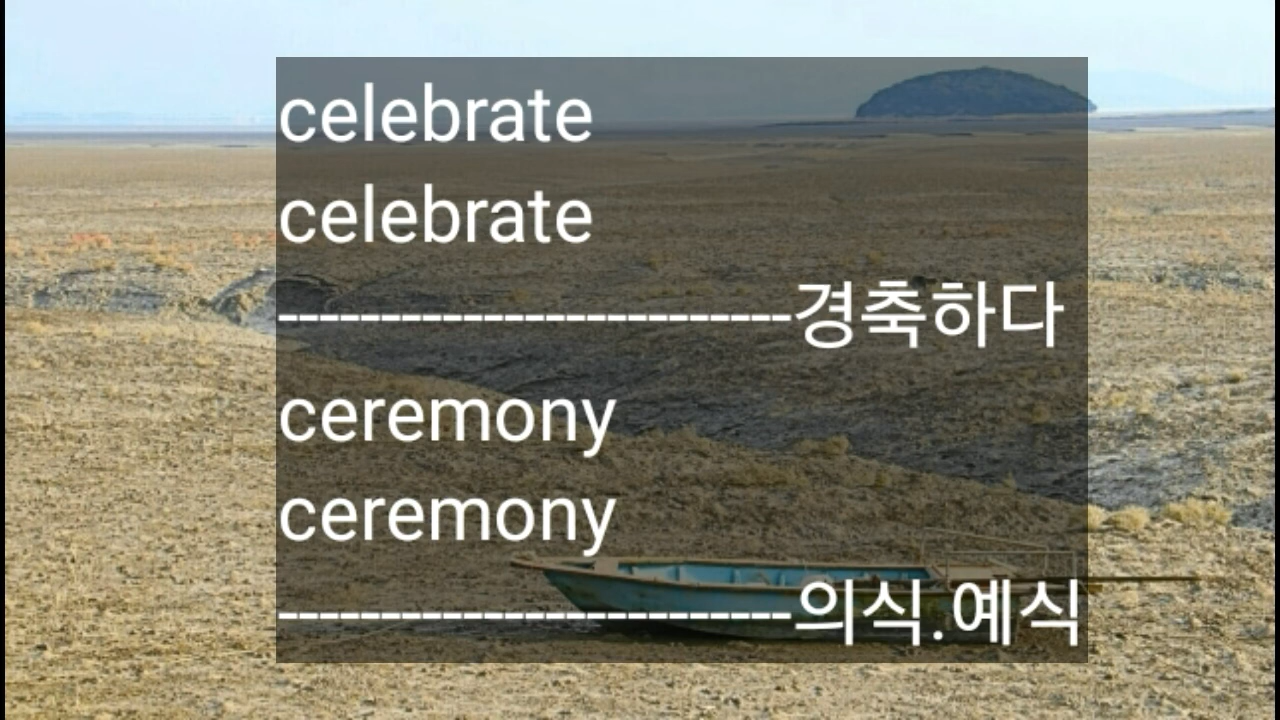 celebrate
celebrate
------------------------경축하다
ceremony
ceremony
------------------------의식.예식